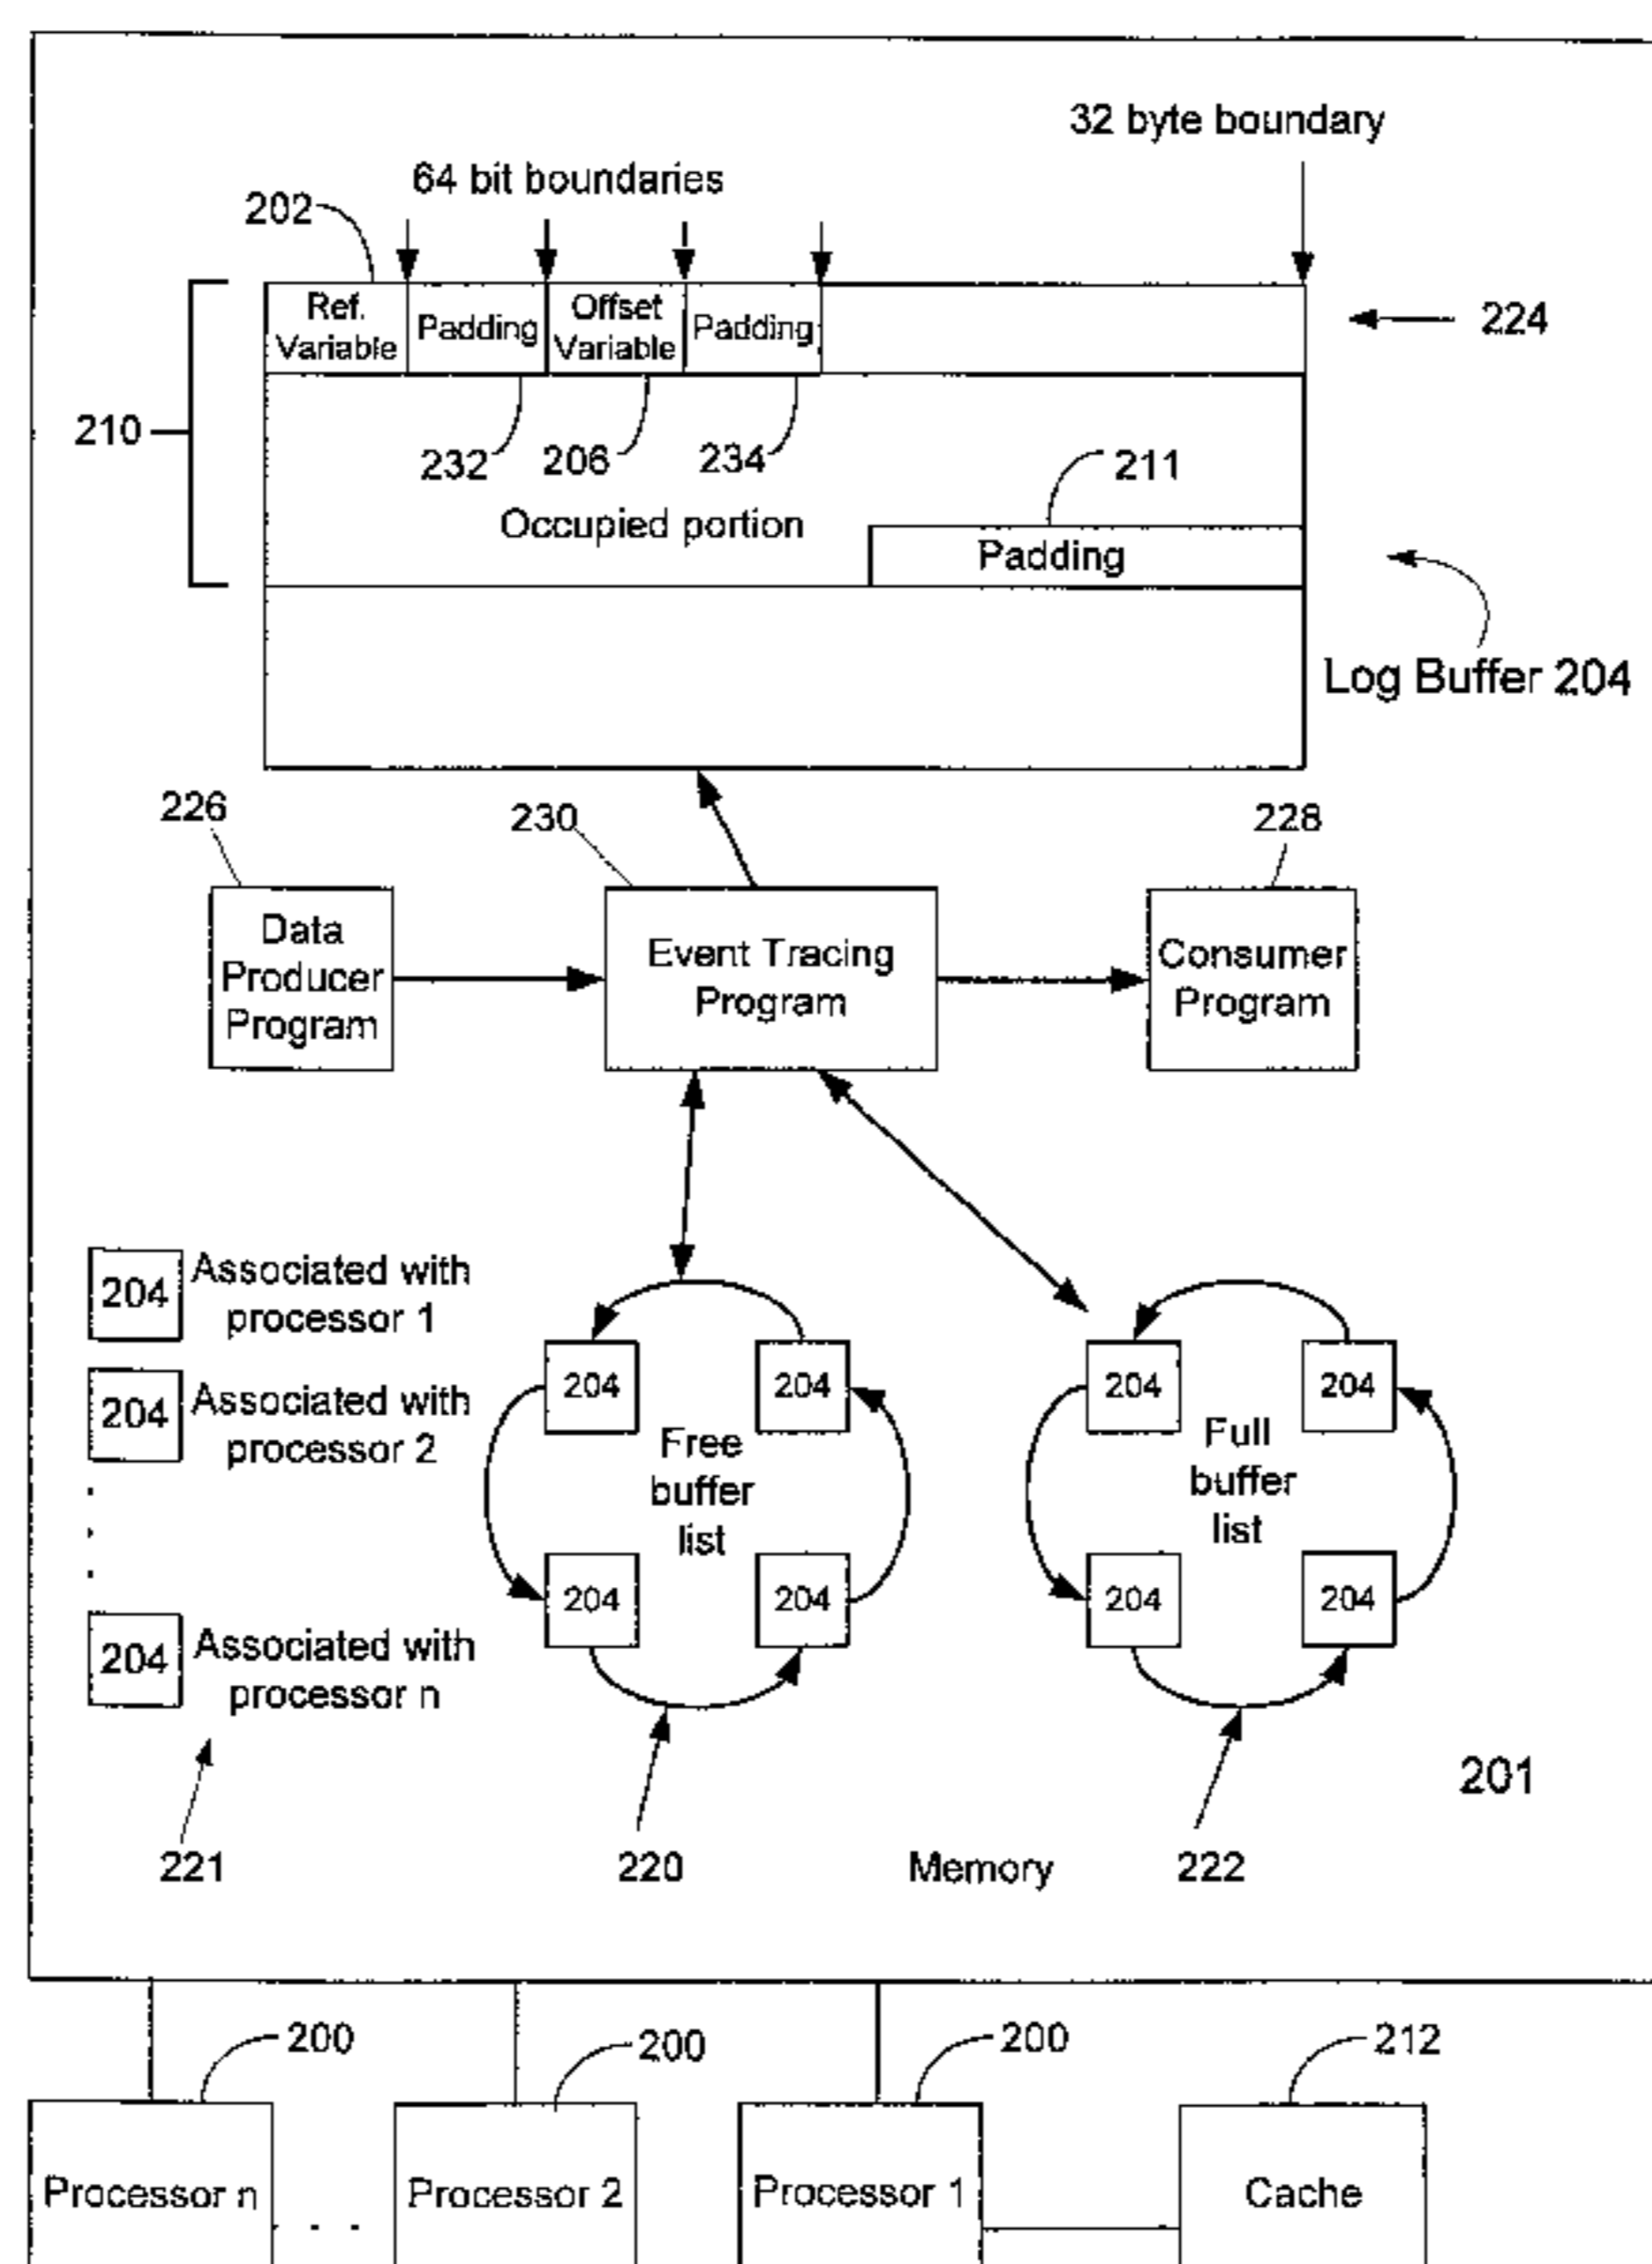 32 byte boundary
64 bit boundaries
202
Ref.
Variable
Padding
Offset
Variable
Padding
224
210
232
206
234
211
Occupied portion
Padding
Log Buffer 204
226
230
228
Data
Producer
Program
Event Tracing
Program
Consumer
Program
204
Associated with
processor 1
204
Associated with
processor 2
204
Associated with
processor n
204
204
Free
buffer
list
204
204
204
204
Full
buffer
list
204
204
201
221
220
Memory
222
200
200
200
212
Processor n
. . .
Processor 2
Processor 1
Cache